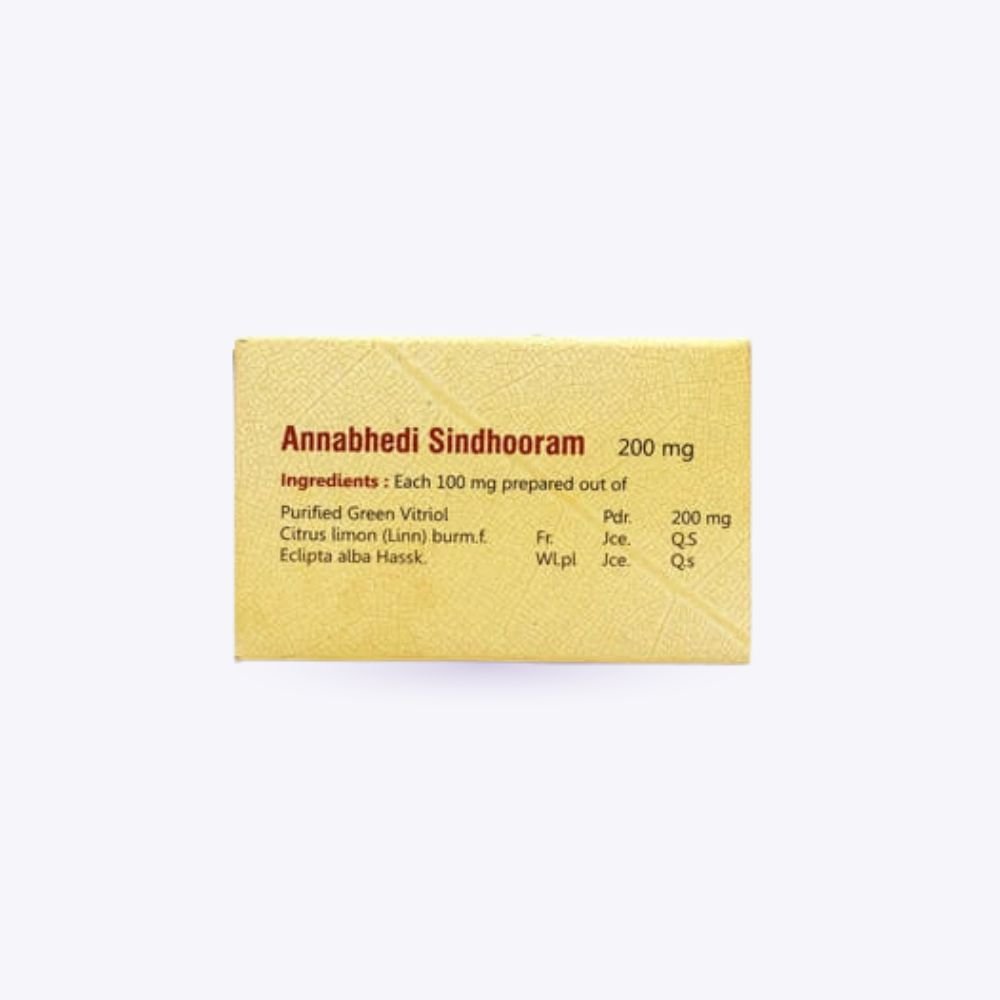 Annabhedi Sindhooram 200 mg
Ingredients : Each 100 mg prepared out of
Purified Green Vitriol Pdr. 200 mg
Citrus limon (Linn) burm.f. Fr. Jce. Q.S
Eclipta alba Hassk. Wl.pl Jce. Q.s